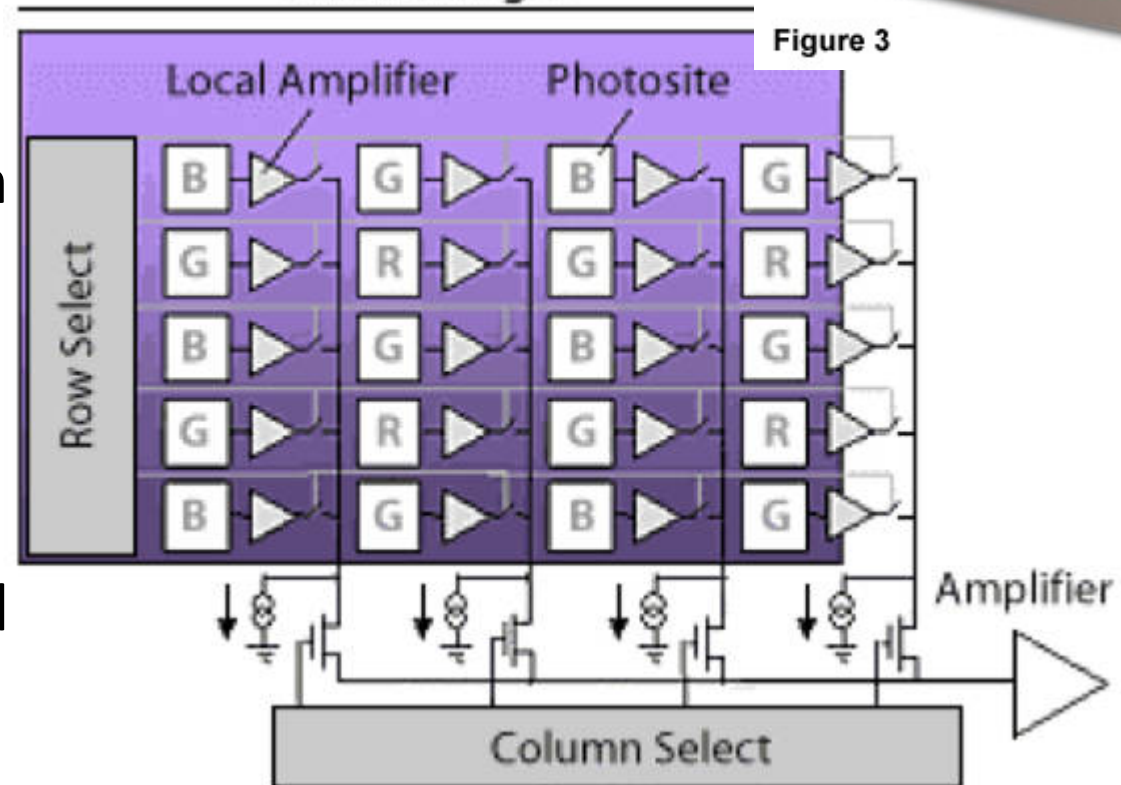 Figure 3
Local Amplifier Photosite
B G B G
G R G R
B G B G
G R G R
B G B G
Row Select
Amplifier
Column Select